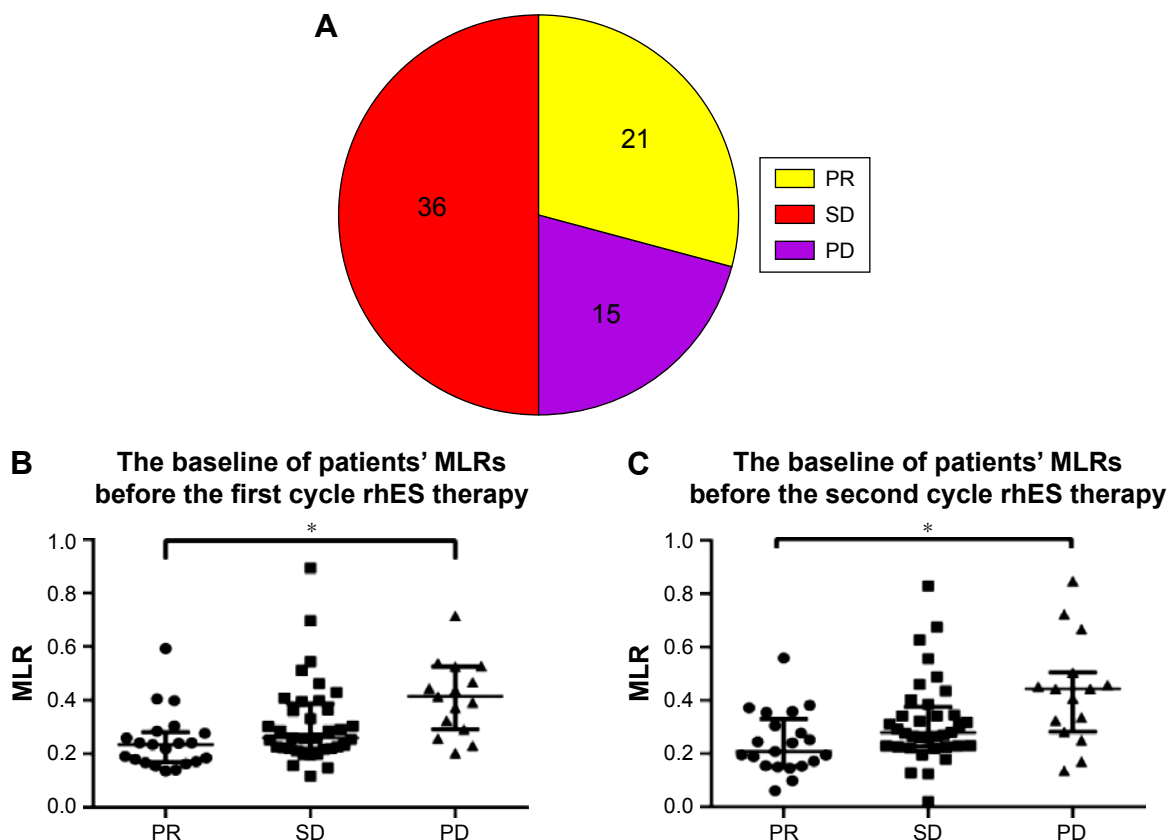 A
21
36
15
PR
SD
PD
B
The baseline of patients’ MLRs
before the first cycle rhES therapy
*
MLR
1.0
0.8
0.6
0.4
0.2
0.0
PR SD PD
C
The baseline of patients’ MLRs
before the second cycle rhES therapy
*
MLR
1.0
0.8
0.6
0.4
0.2
0.0
PR SD PD